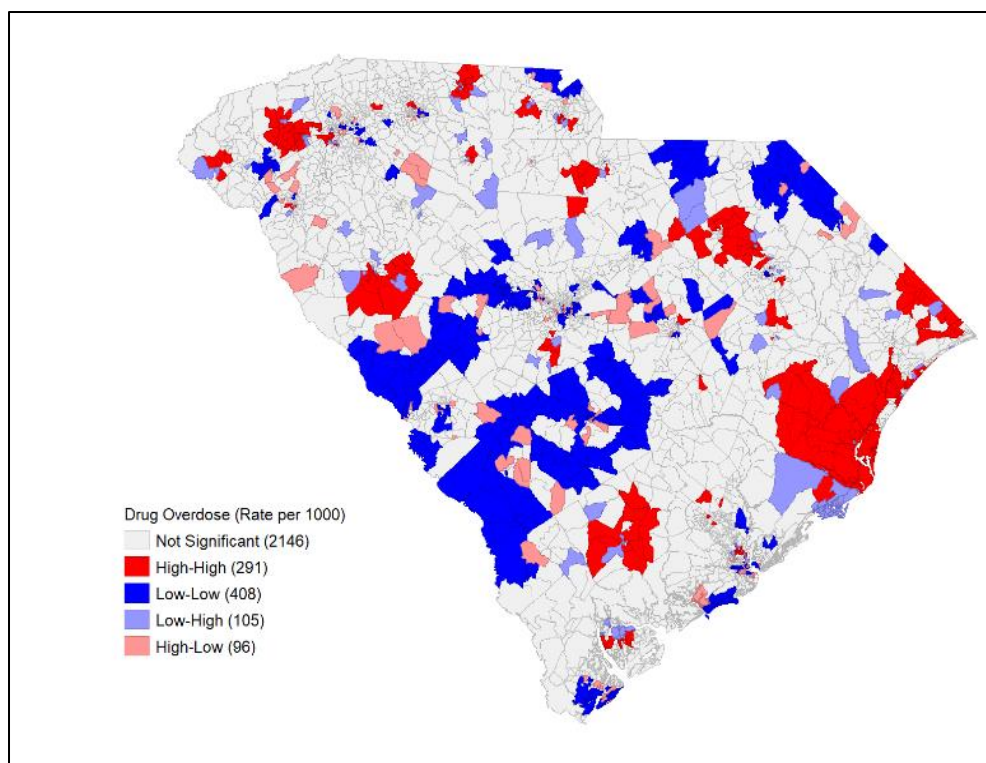 Drug Overdose (Rate per 1000)
Not Significant (2146)
High-High (291)
Low-Low (408)
Low-High (105)
High-Low (96)